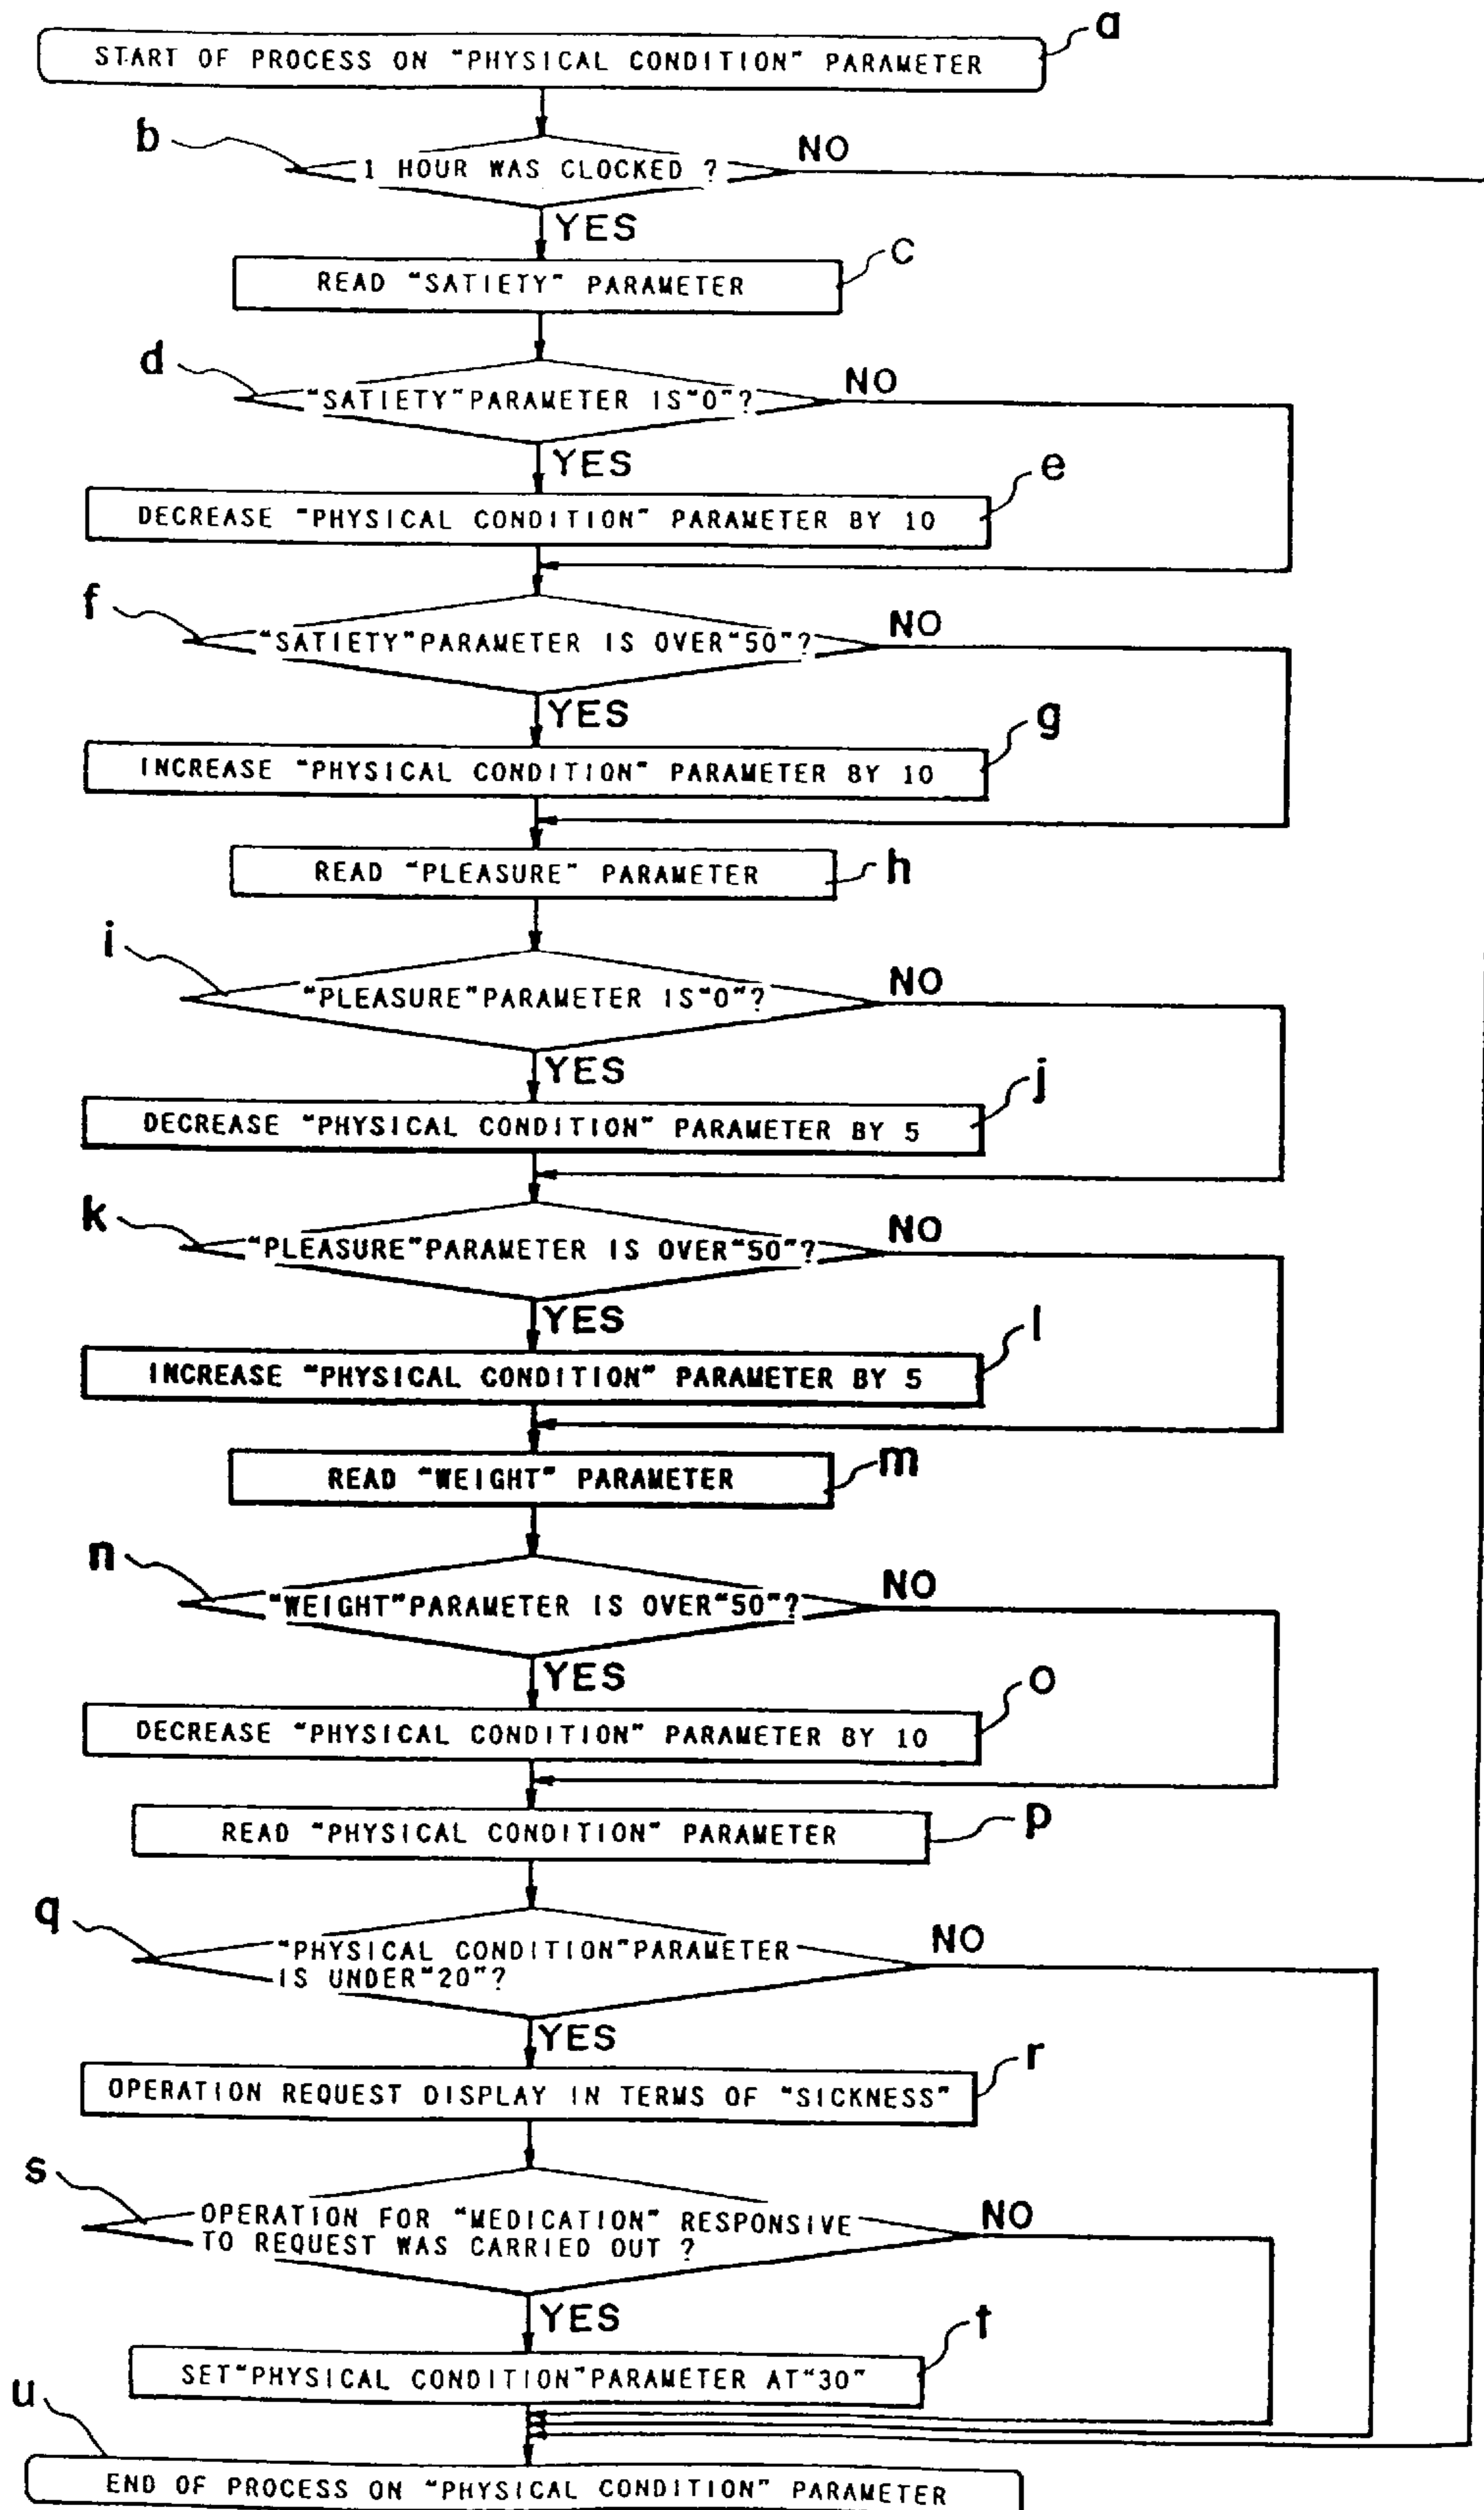 a
START OF PROCESS ON "PHYSICAL CONDITION" PARAMETER
b
1 HOUR WAS CLOCKED ?
NO
YES
c
READ "SATIETY" PARAMETER
d
"SATIETY"PARAMETER IS"0"?
NO
YES
e
DECREASE "PHYSICAL CONDITION" PARAMETER BY 10
f
"SATIETY"PARAMETER IS OVER"50"?
NO
YES
g
INCREASE "PHYSICAL CONDITION" PARAMETER BY 10
READ "PLEASURE" PARAMETER
h
i
"PLEASURE"PARAMETER IS"0"?
NO
YES
j
DECREASE "PHYSICAL CONDITION" PARAMETER BY 5
k
"PLEASURE"PARAMETER IS OVER"50"?
NO
YES
l
INCREASE "PHYSICAL CONDITION" PARAMETER BY 5
READ "WEIGHT" PARAMETER
m
n
"WEIGHT"PARAMETER IS OVER"50"?
NO
YES
o
DECREASE "PHYSICAL CONDITION" PARAMETER BY 10
READ "PHYSICAL CONDITION" PARAMETER
p
q
"PHYSICAL CONDITION"PARAMETER
IS UNDER"20"?
NO
YES
r
OPERATION REQUEST DISPLAY IN TERMS OF "SICKNESS"
s
OPERATION FOR "MEDICATION" RESPONSIVE
TO REQUEST WAS CARRIED OUT ?
NO
YES
t
SET"PHYSICAL CONDITION"PARAMETER AT"30"
u
END OF PROCESS ON "PHYSICAL CONDITION" PARAMETER